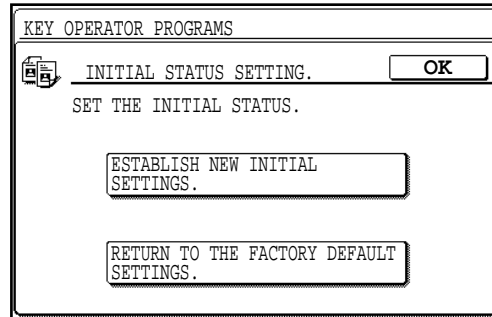 KEY OPERATOR PROGRAMS
INITIAL STATUS SETTING.
OK
SET THE INITIAL STATUS.
ESTABLISH NEW INITIAL
SETTINGS.
RETURN TO THE FACTORY DEFAULT
SETTINGS.